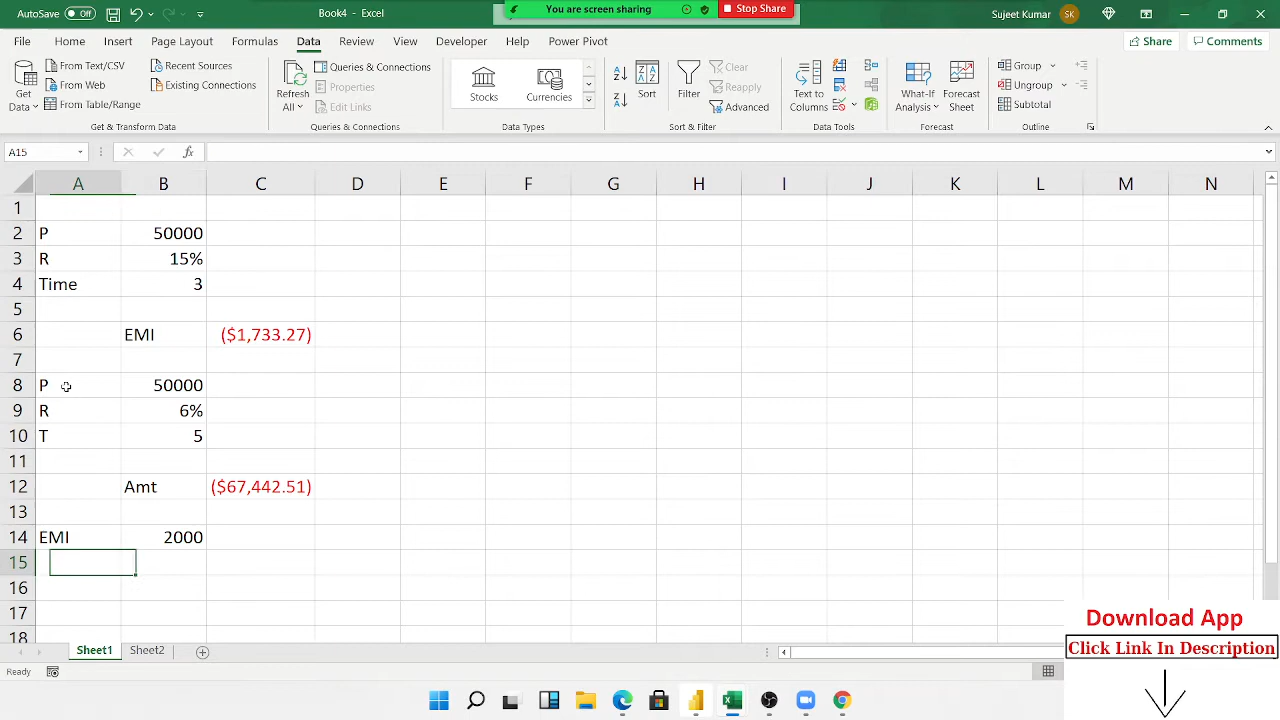 AutoSave Off Book4 - Excel You are screen sharing Stop Share Sujeet Kumar SK
File Home Insert Page Layout Formulas Data Review View Developer Help Power Pivot Share Comments
Get Data From Text/CSV From Web From Table/Range Recent Sources Existing Connections
Refresh All Queries & Connections Properties Edit Links
Stocks Currencies
Sort Filter Clear Reapply Advanced
Text to Columns
What-If Analysis Forecast Sheet
Group Ungroup Subtotal
Get & Transform Data Queries & Connections Data Types Sort & Filter Data Tools Forecast Outline
A15 fx
A B C D E F G H I J K L M N
1
2 P 50000
3 R 15%
4 Time 3
5
6 EMI ($1,733.27)
7
8 P 50000
9 R 6%
10 T 5
11
12 Amt ($67,442.51)
13
14 EMI 2000
15
16
17
18
Sheet1 Sheet2
Ready
Download App
Click Link In Description